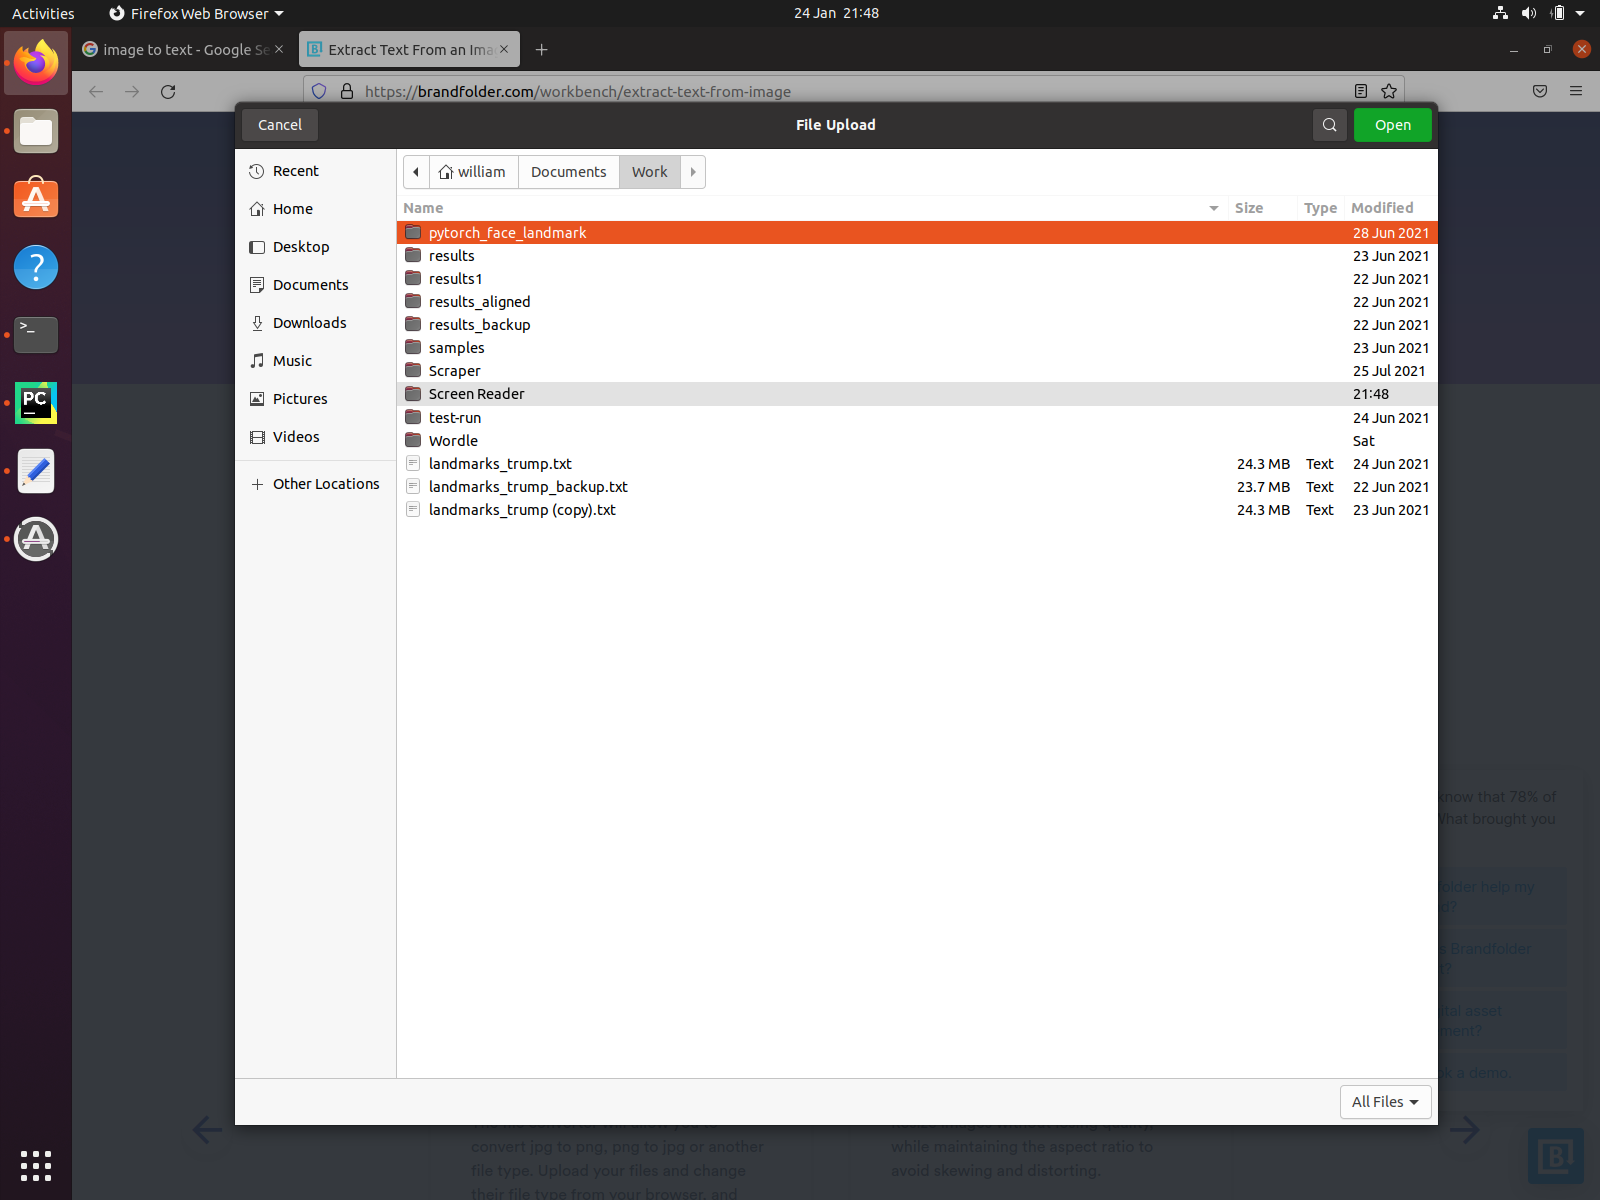 Activities
Firefox Web Browser
24 Jan 21:48
image to text - Google Se
Extract Text From an Ima
https://brandfolder.com/workbench/extract-text-from-image
Cancel
File Upload
Open
Recent
Home
Desktop
Documents
Downloads
Music
Pictures
Videos
Other Locations
william
Documents
Work
Name Size Type Modified
pytorch_face_landmark 28 Jun 2021
results 23 Jun 2021
results1 22 Jun 2021
results_aligned 22 Jun 2021
results_backup 22 Jun 2021
samples 23 Jun 2021
Scraper 25 Jul 2021
Screen Reader 21:48
test-run 24 Jun 2021
Wordle Sat
landmarks_trump.txt 24.3 MB Text 24 Jun 2021
landmarks_trump_backup.txt 23.7 MB Text 22 Jun 2021
landmarks_trump (copy).txt 24.3 MB Text 23 Jun 2021
All Files
PC
know that 78% of
What brought you
older help my
d?
s Brandfolder
?
ital asset
ment?
k a demo.
convert jpg to png, png to jpg or another
file type. Upload your files and change
their file type from your browser, and
while maintaining the aspect ratio to
avoid skewing and distorting.